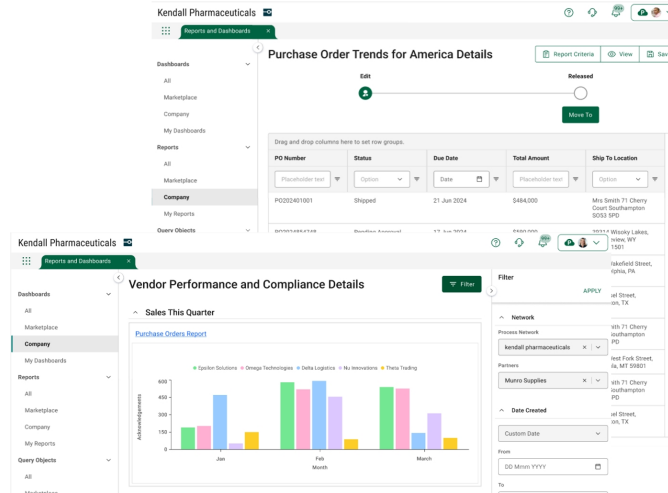 Kendall Pharmaceuticals
99+
P
Reports and Dashboards ×
Dashboards
All
Marketplace
Company
My Dashboards
Reports
All
Marketplace
Company
My Reports
Query Objects
Purchase Order Trends for America Details
Report Criteria
View
Sav
Edit
Released
Move To
Drag and drop columns here to set row groups.
PO Number Status Due Date Total Amount Ship To Location
Placeholder text Option Date Placeholder text Option
PO202401001 Shipped 21 Jun 2024 $484,000 Mrs Smith 71 Cherry
Court Southampton
SO53 5PD
Kendall Pharmaceuticals
99+
P
Reports and Dashboards ×
Dashboards
All
Marketplace
Company
My Dashboards
Reports
All
Marketplace
Company
My Reports
Query Objects
All
Vendor Performance and Compliance Details
Filter
Sales This Quarter
Purchase Orders Report
Epsilon Solutions Omega Technologies Delta Logistics Nu Innovations Theta Trading
Acknowledgements
600
450
300
150
0
Jan Feb March
Month
Filter
APPLY
Network
Process Network
kendall pharmaceuticals ×
Partners
Munro Supplies ×
Date Created
Custom Date
From
DD Mmm YYYY
To